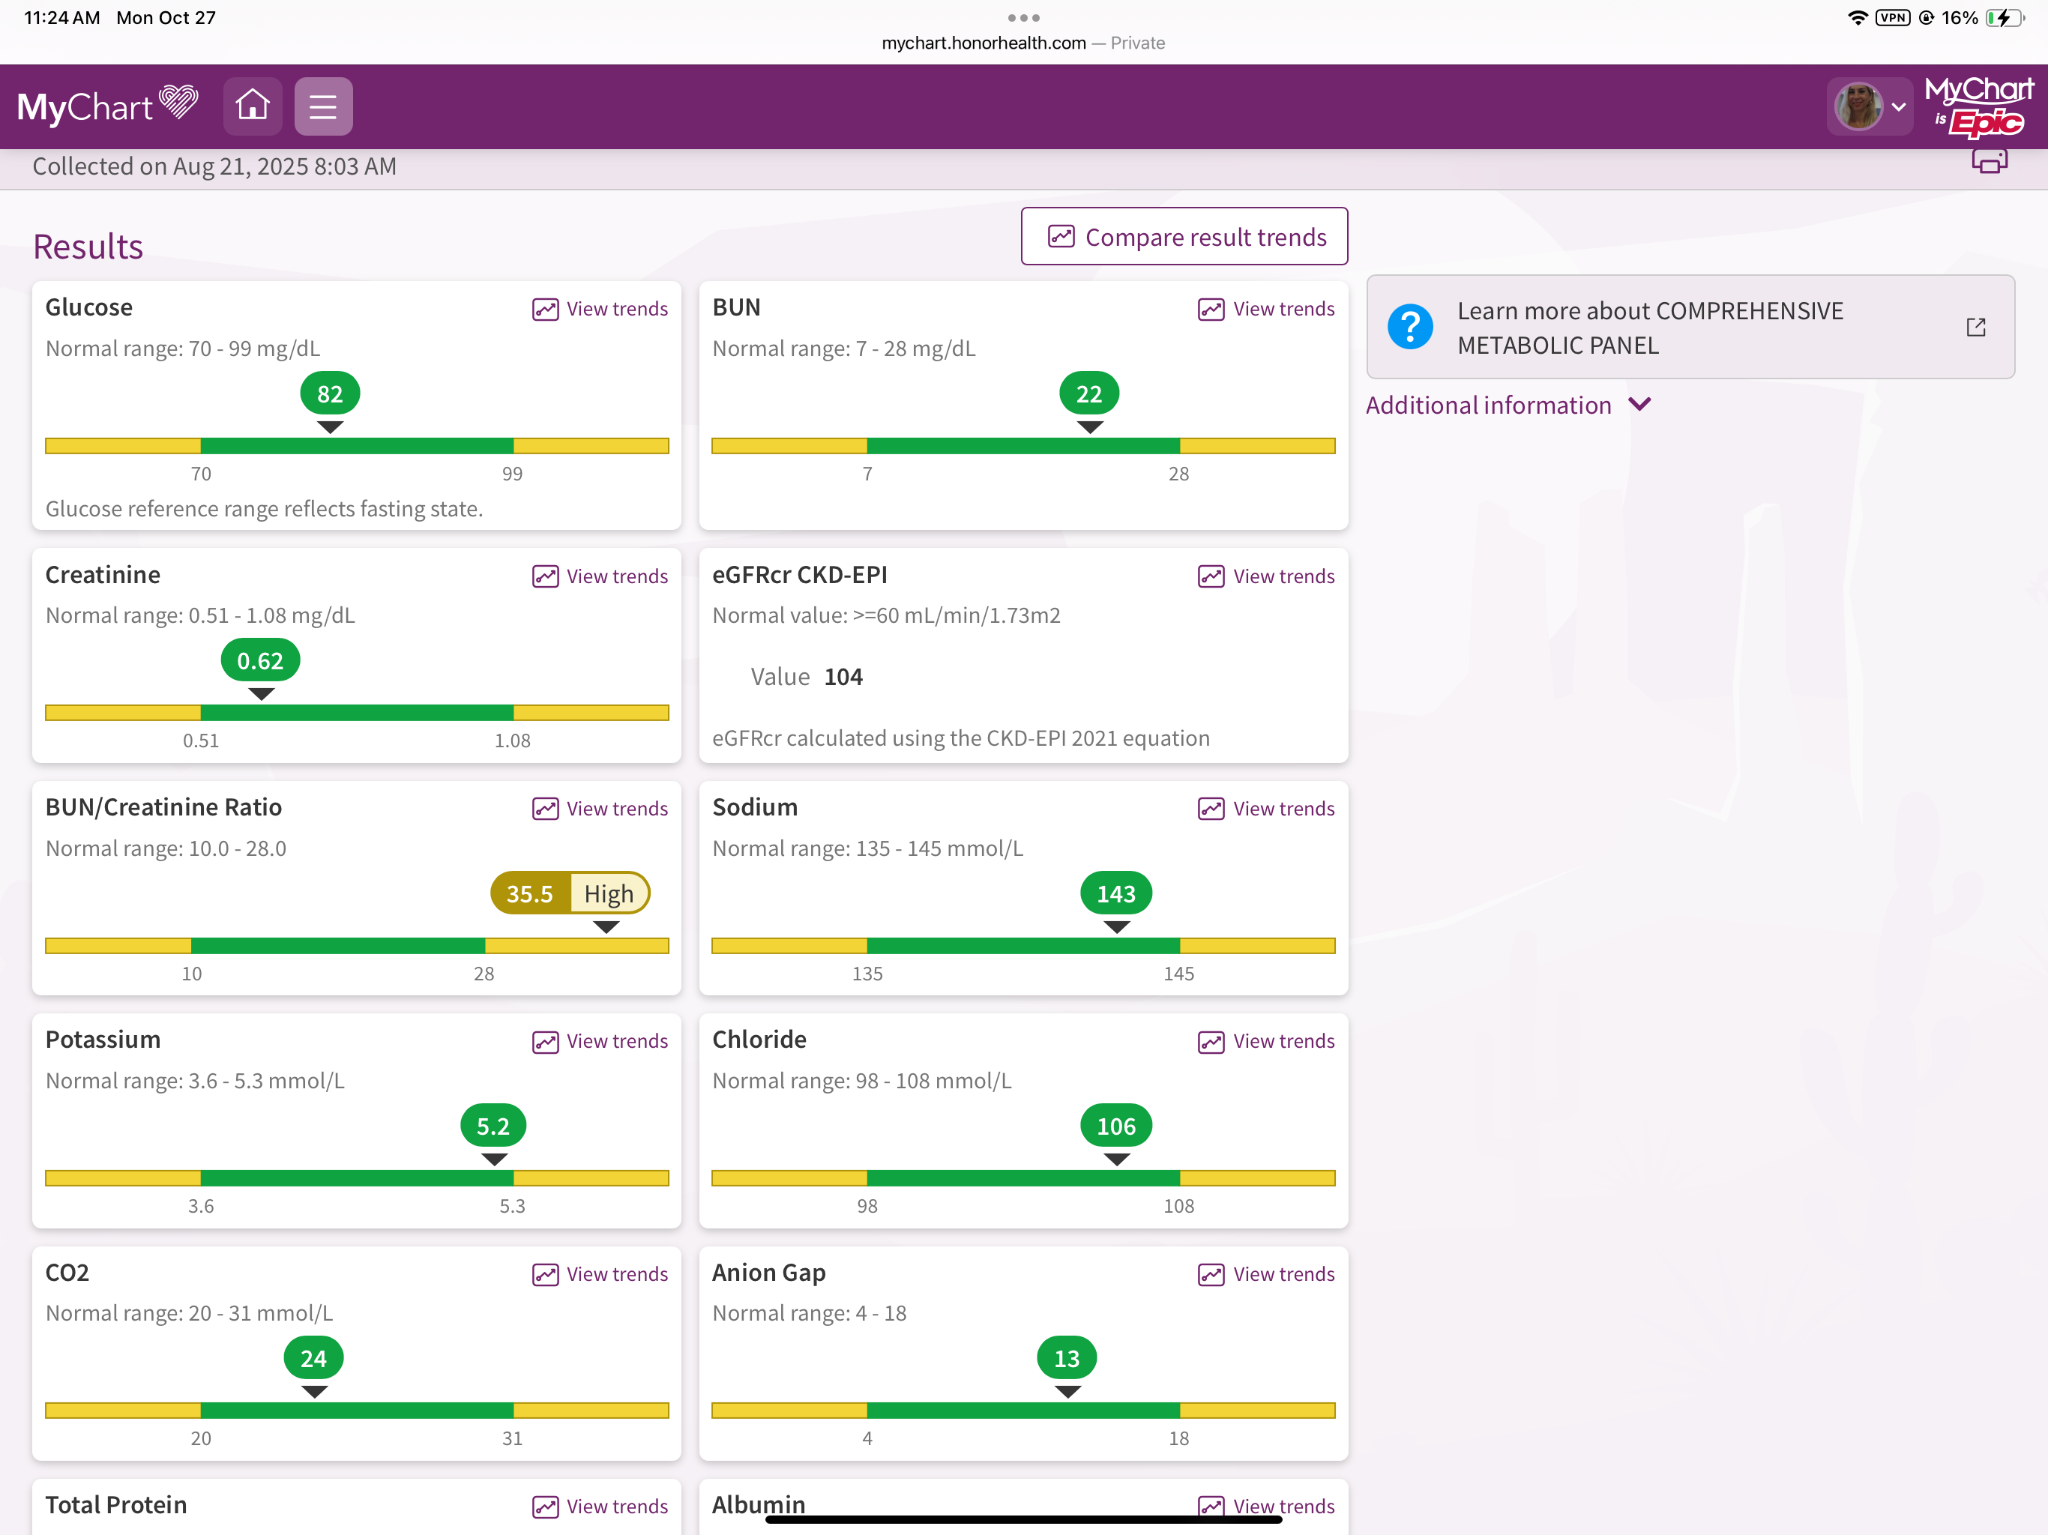 11:24 AM Mon Oct 27
VPN 16%
mychart.honorhealth.com — Private
MyChart
MyChart is Epic
Collected on Aug 21, 2025 8:03 AM
Results
Compare result trends
Glucose View trends
Normal range: 70 - 99 mg/dL
82
70 99
Glucose reference range reflects fasting state.
BUN View trends
Normal range: 7 - 28 mg/dL
22
7 28
Learn more about COMPREHENSIVE
METABOLIC PANEL
Additional information
Creatinine View trends
Normal range: 0.51 - 1.08 mg/dL
0.62
0.51 1.08
eGFRcr CKD-EPI View trends
Normal value: >=60 mL/min/1.73m2
Value 104
eGFRcr calculated using the CKD-EPI 2021 equation
BUN/Creatinine Ratio View trends
Normal range: 10.0 - 28.0
35.5 High
10 28
Sodium View trends
Normal range: 135 - 145 mmol/L
143
135 145
Potassium View trends
Normal range: 3.6 - 5.3 mmol/L
5.2
3.6 5.3
Chloride View trends
Normal range: 98 - 108 mmol/L
106
98 108
CO2 View trends
Normal range: 20 - 31 mmol/L
24
20 31
Anion Gap View trends
Normal range: 4 - 18
13
4 18
Total Protein View trends
Albumin View trends